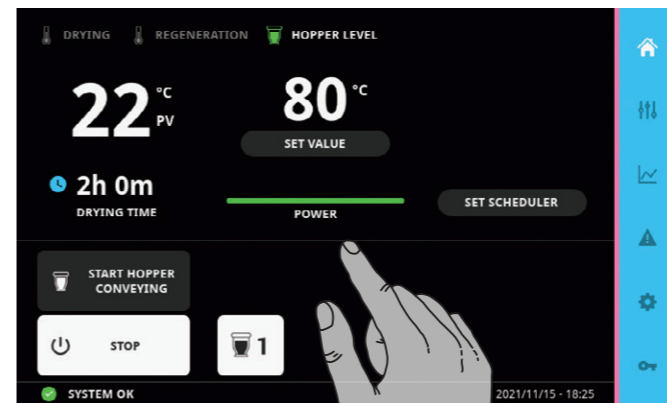 DRYING REGENERATION HOPPER LEVEL
22 °C PV
80 °C
SET VALUE
2h 0m
DRYING TIME
POWER
SET SCHEDULER
START HOPPER
CONVEYING
STOP
1
SYSTEM OK
2021/11/15 - 18:25